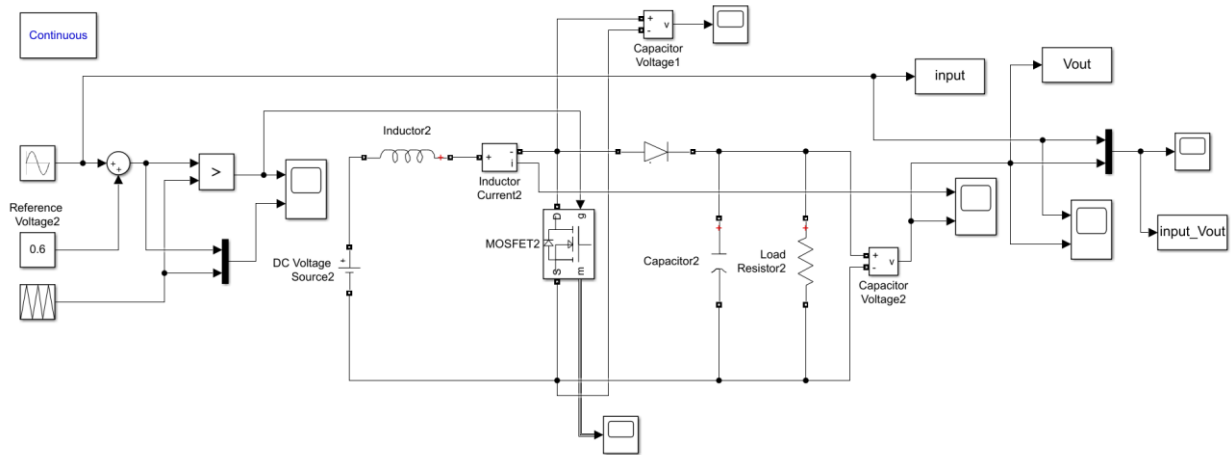 Continuous
+
-
v
Capacitor
Voltage1
Vout
input
Inductor2
+
+
>
+
-
i
Inductor
Current2
Reference
Voltage2
0.6
D
g
MOSFET2
S
m
DC Voltage
Source2
+
Capacitor2
Load
Resistor2
+
-
v
Capacitor
Voltage2
input_Vout